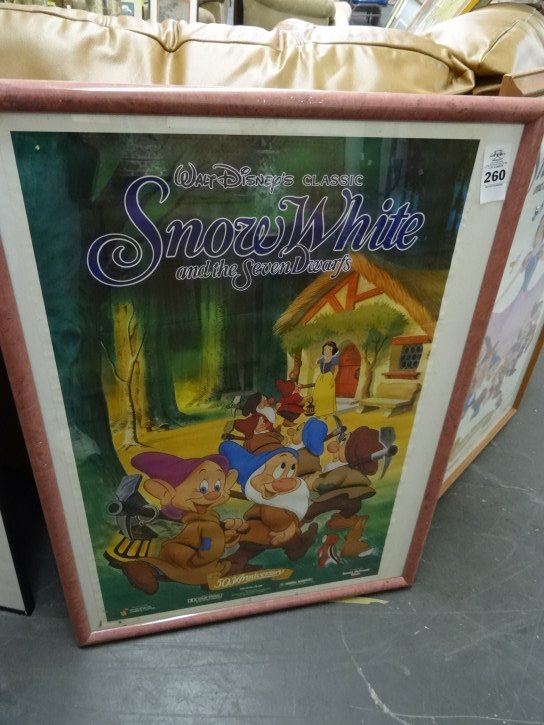 Walt Disney's CLASSIC
Snow White
and the Seven Dwarfs
260
50th Anniversary